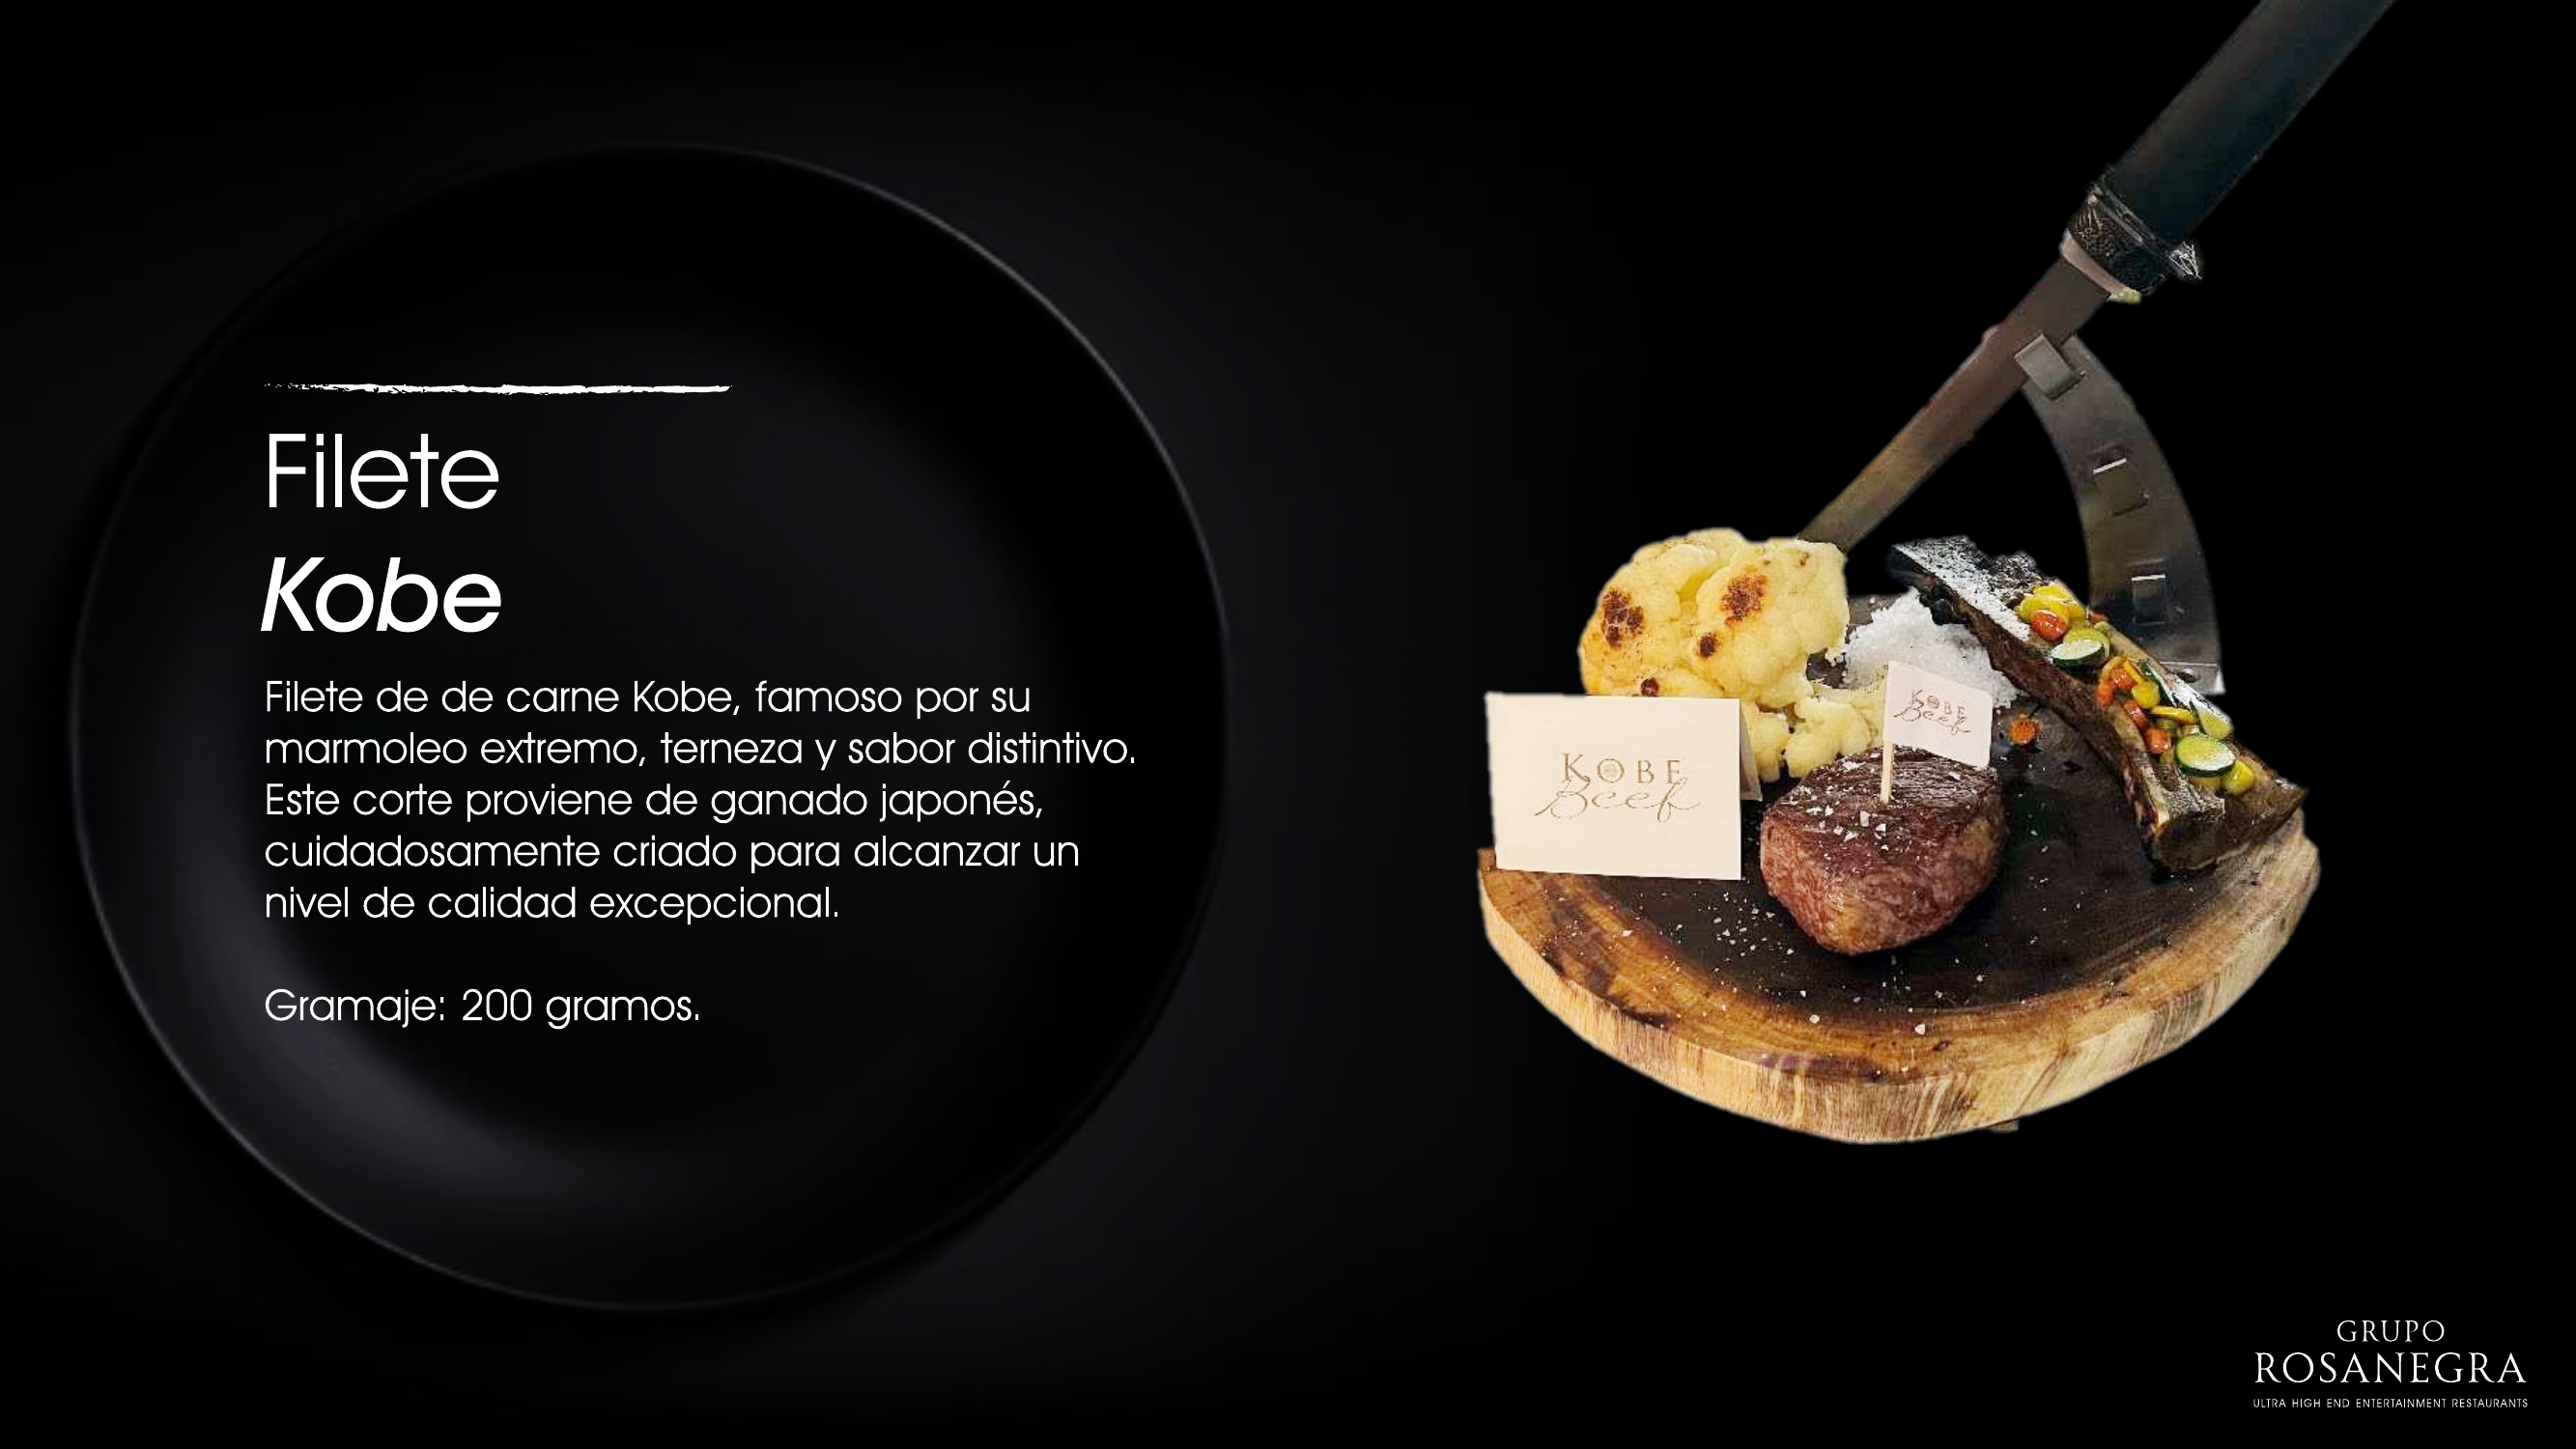 Filete
Kobe
Filete de de carne Kobe, famoso por su
marmoleo extremo, terneza y sabor distintivo.
Este corte proviene de ganado japonés,
cuidadosamente criado para alcanzar un
nivel de calidad excepcional.
Gramaje: 200 gramos.
KOBE
Beef
KOBE
Beef
GRUPO
ROSANEGRA
ULTRA HIGH END ENTERTAINMENT RESTAURANTS